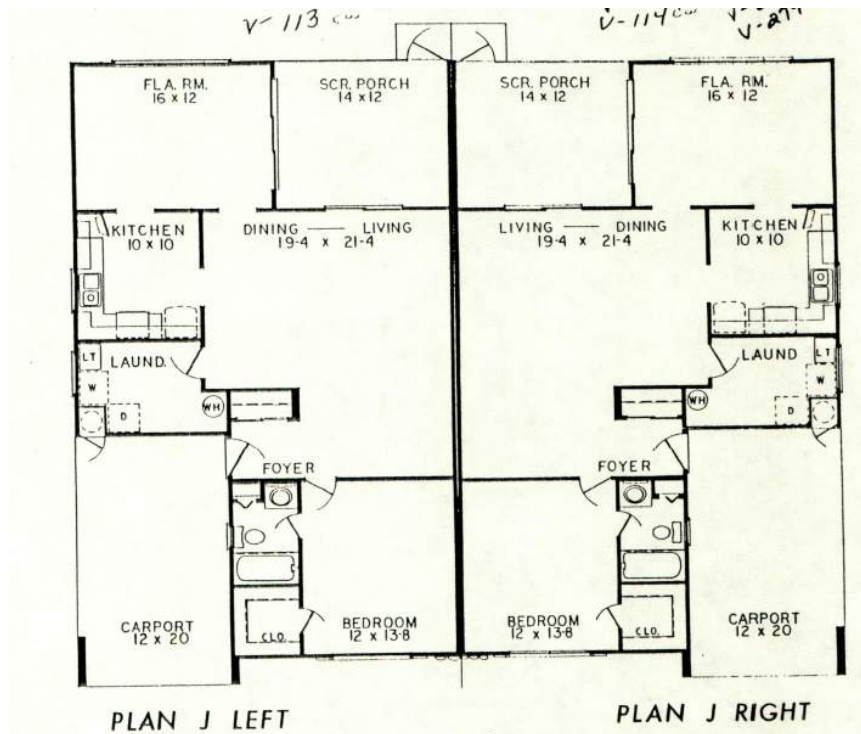 V-113
V-114
V-27
FLA. RM.
16 x 12
SCR. PORCH
14 x 12
SCR. PORCH
14 x 12
FLA. RM.
16 x 12
KITCHEN
10 x 10
DINING LIVING
19-4 x 21-4
LIVING DINING
19-4 x 21-4
KITCHEN
10 x 10
LT
LAUND.
W
D
WH
LAUND
LT
W
WH
D
FOYER
FOYER
CARPORT
12 x 20
CLO.
BEDROOM
12 x 13-8
BEDROOM
12 x 13-8
CLO.
CARPORT
12 x 20
PLAN J LEFT
PLAN J RIGHT